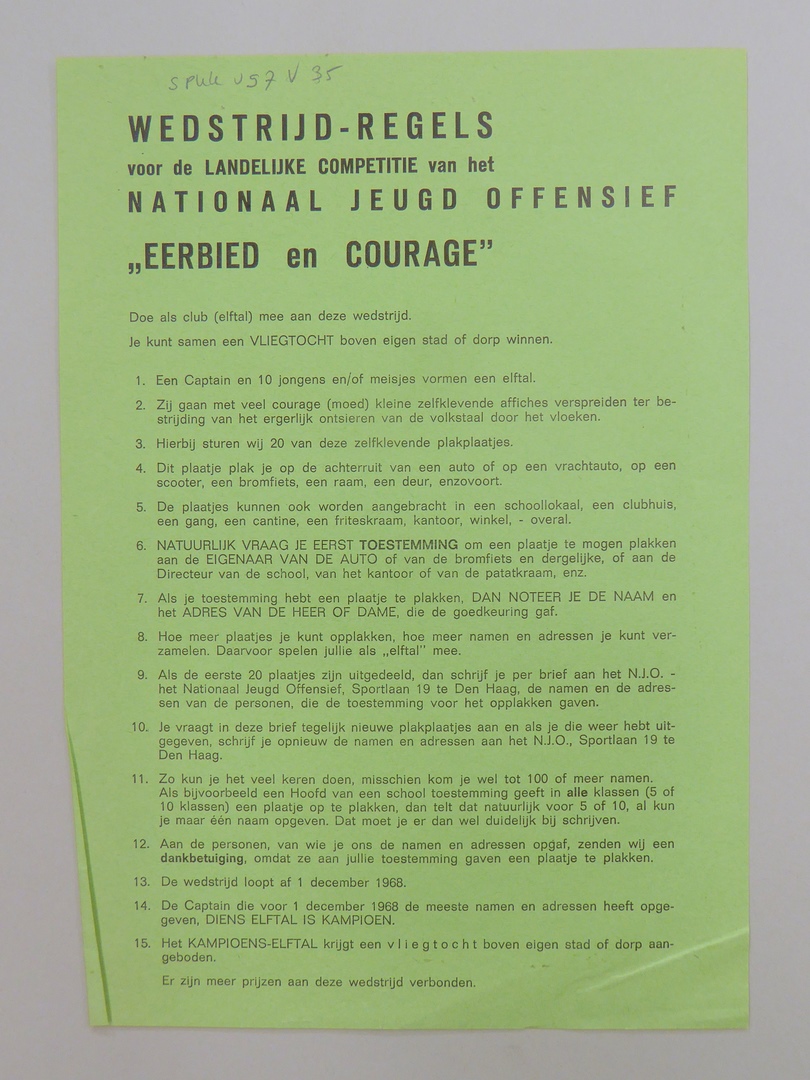 WEDSTRIJD-REGELS
voor de LANDELIJKE COMPETITIE van het
NATIONAAL JEUGD OFFENSIEF
„EERBIED en COURAGE”
Doe als club (elftal) mee aan deze wedstrijd.
Je kunt samen een VLIEGTOCHT boven eigen stad of dorp winnen.
1. Een Captain en 10 jongens en/of meisjes vormen een elftal.
2. Zij gaan met veel courage (moed) kleine zelfklevende affiches verspreiden ter be-
strijding van het ergerlijk ontsieren van de volkstaal door het vloeken.
3. Hierbij sturen wij 20 van deze zelfklevende plakplaatjes.
4. Dit plaatje plak je op de achterruit van een auto of op een vrachtauto, op een
scooter, een bromfiets, een raam, een deur, enzovoort.
5. De plaatjes kunnen ook worden aangebracht in een schoollokaal, een clubhuis,
een gang, een cantine, een friteskraam, kantoor, winkel, - overal.
6. NATUURLIJK VRAAG JE EERST TOESTEMMING om een plaatje te mogen plakken
aan de EIGENAAR VAN DE AUTO of van de bromfiets en dergelijke, of aan de
Directeur van de school, van het kantoor of van de patatkraam, enz.
7. Als je toestemming hebt een plaatje te plakken, DAN NOTEER JE DE NAAM en
het ADRES VAN DE HEER OF DAME, die de goedkeuring gaf.
8. Hoe meer plaatjes je kunt opplakken, hoe meer namen en adressen je kunt ver-
zamelen. Daarvoor spelen jullie als „elftal” mee.
9. Als de eerste 20 plaatjes zijn uitgedeeld, dan schrijf je per brief aan het N.J.O. -
het Nationaal Jeugd Offensief, Sportlaan 19 te Den Haag, de namen en de adres-
sen van de personen, die de toestemming voor het opplakken gaven.
10. Je vraagt in deze brief tegelijk nieuwe plakplaatjes aan en als je die weer hebt uit-
gegeven, schrijf je opnieuw de namen en adressen aan het N.J.O., Sportlaan 19 te
Den Haag.
11. Zo kun je het veel keren doen, misschien kom je wel tot 100 of meer namen.
Als bijvoorbeeld een Hoofd van een school toestemming geeft in alle klassen (5 of
10 klassen) een plaatje op te plakken, dan telt dat natuurlijk voor 5 of 10, al kun
je maar één naam opgeven. Dat moet je er dan wel duidelijk bij schrijven.
12. Aan de personen, van wie je ons de namen en adressen opgaf, zenden wij een
dankbetuiging, omdat ze aan jullie toestemming gaven een plaatje te plakken.
13. De wedstrijd loopt af 1 december 1968.
14. De Captain die voor 1 december 1968 de meeste namen en adressen heeft opge-
geven, DIENS ELFTAL IS KAMPIOEN.
15. Het KAMPIOENS-ELFTAL krijgt een vliegtocht boven eigen stad of dorp aan-
geboden.
Er zijn meer prijzen aan deze wedstrijd verbonden.